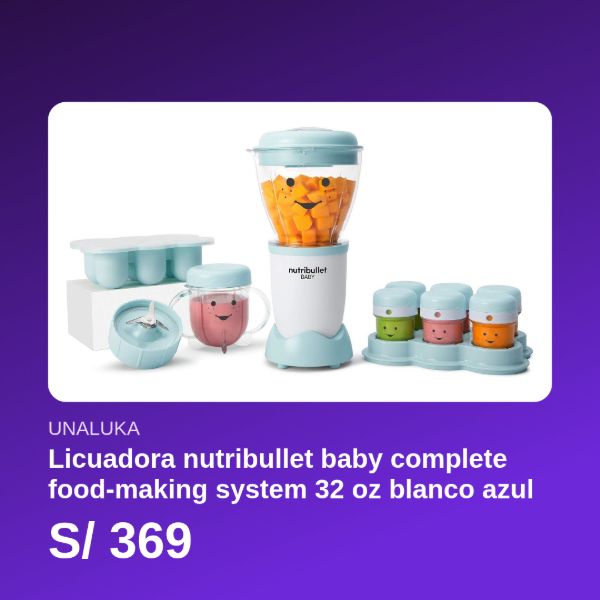 nutribullet
BABY
UNALUKA
Licuadora nutribullet baby complete
food-making system 32 oz blanco azul
S/ 369